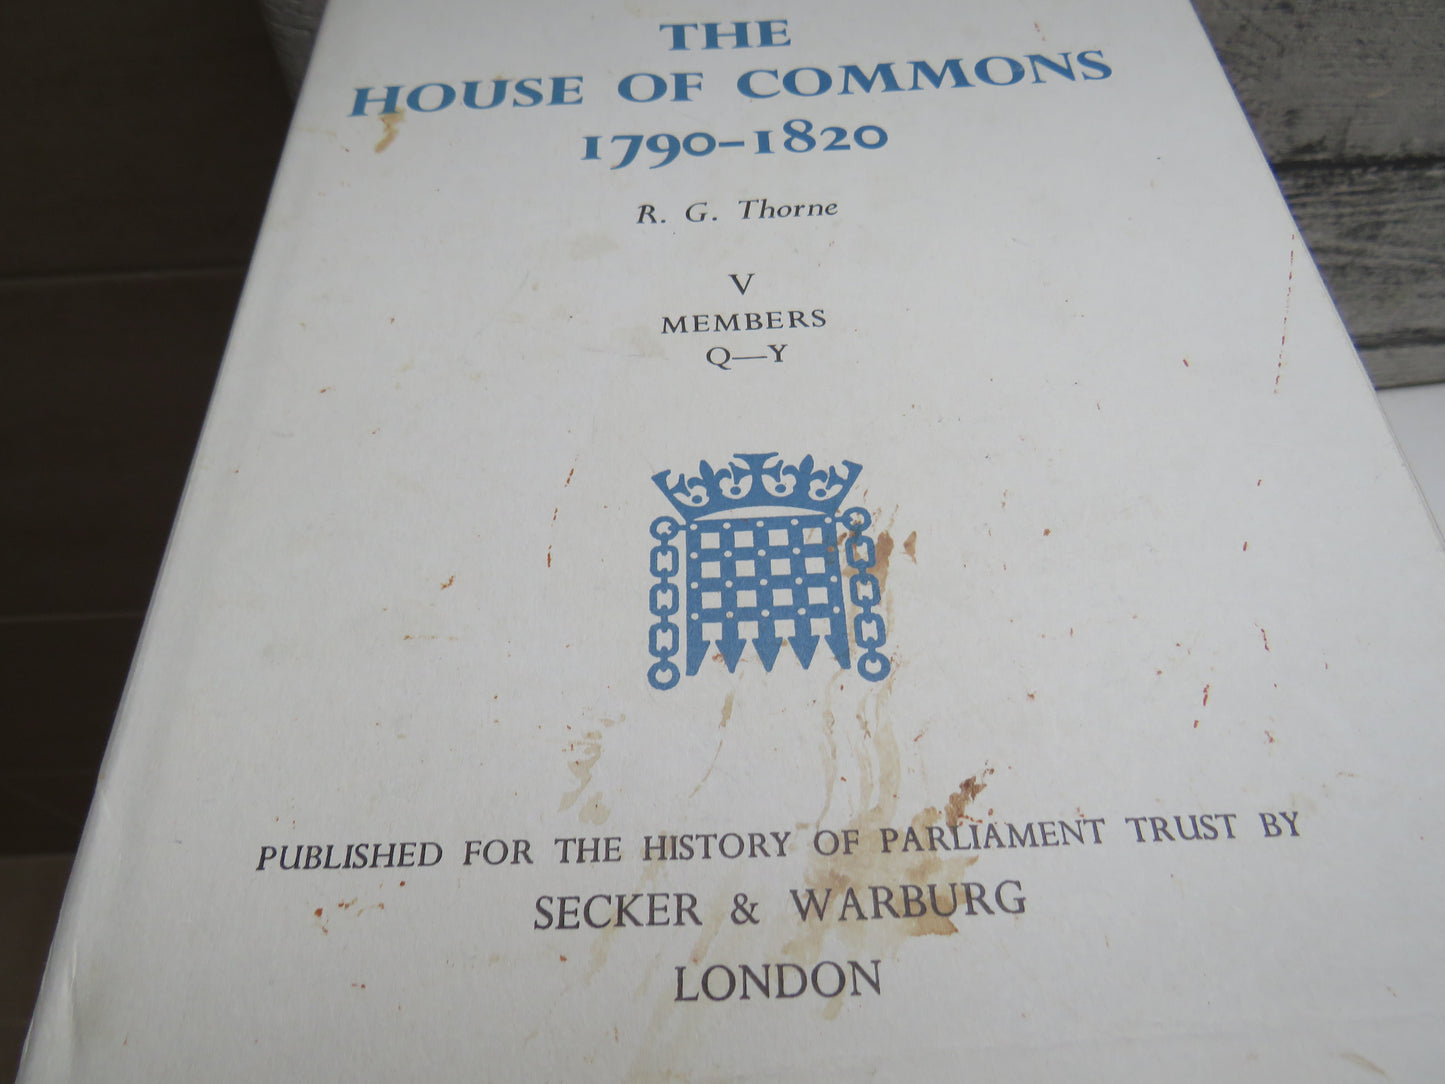 THE
HOUSE OF COMMONS
1790–1820
R. G. Thorne
V
MEMBERS
Q—Y
PUBLISHED FOR THE HISTORY OF PARLIAMENT TRUST BY
SECKER & WARBURG
LONDON